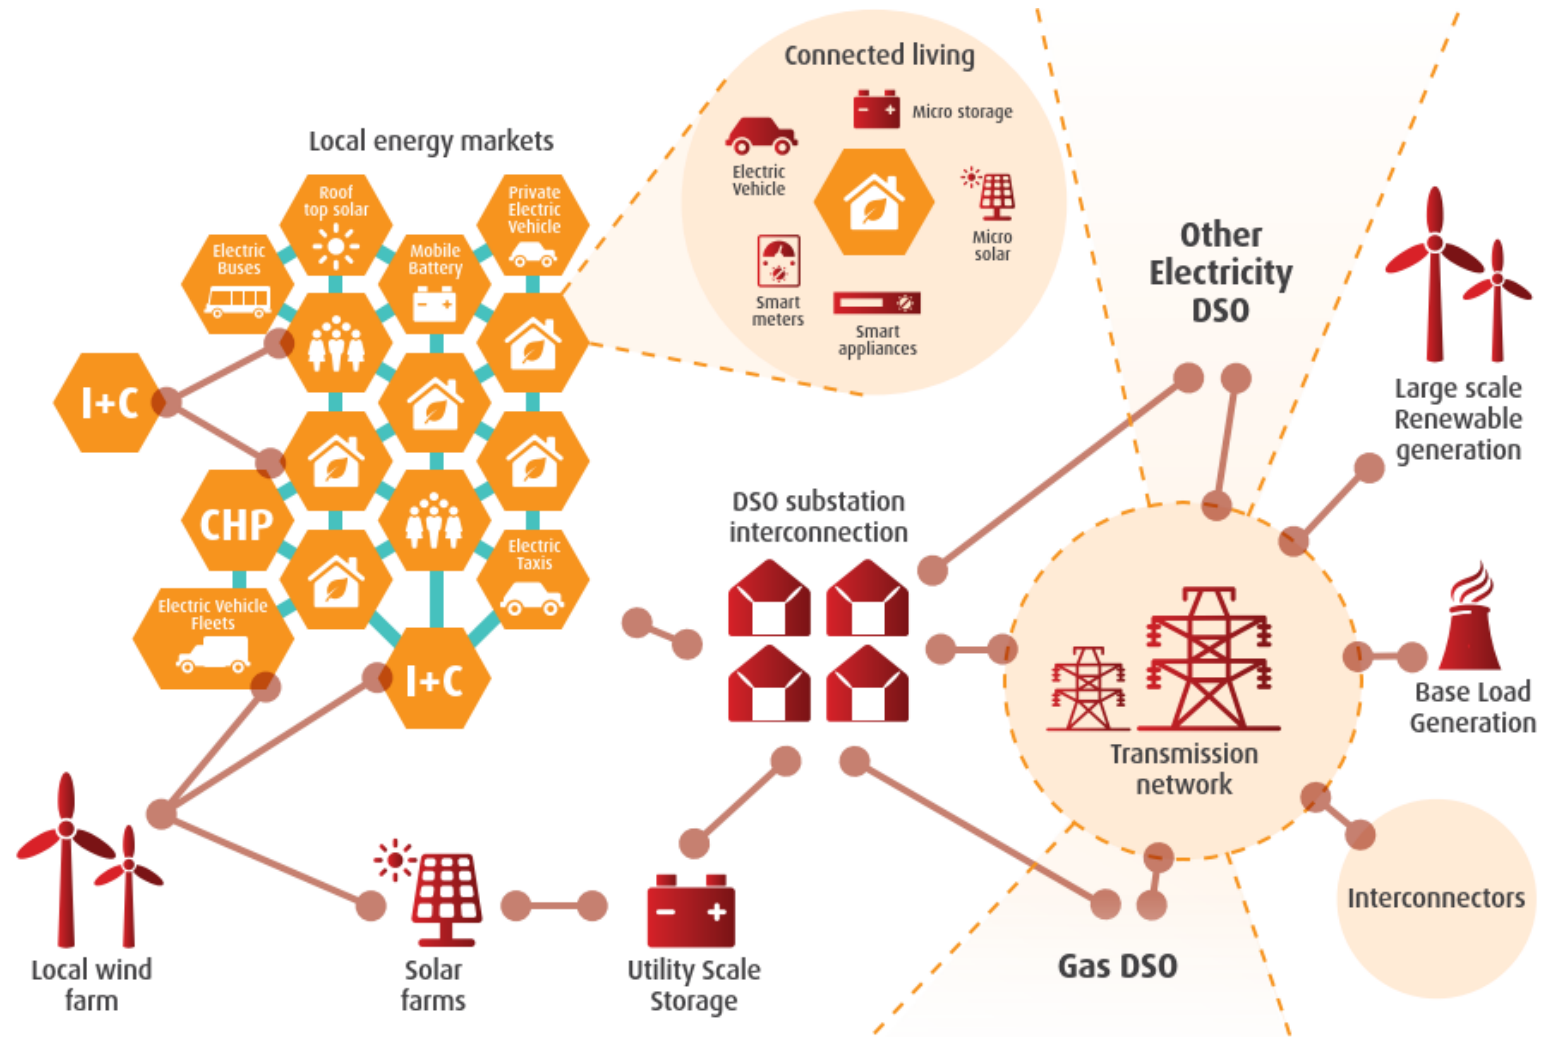 Connected living
Micro storage
Electric
Vehicle
Micro
solar
Smart
meters
Smart
appliances
Local energy markets
Roof
top solar
Private
Electric
Vehicle
Electric
Buses
Mobile
Battery
I+C
CHP
Electric
Taxis
Electric Vehicle
Fleets
I+C
Other
Electricity
DSO
Large scale
Renewable
generation
DSO substation
interconnection
Transmission
network
Base Load
Generation
Interconnectors
Gas DSO
Local wind
farm
Solar
farms
Utility Scale
Storage